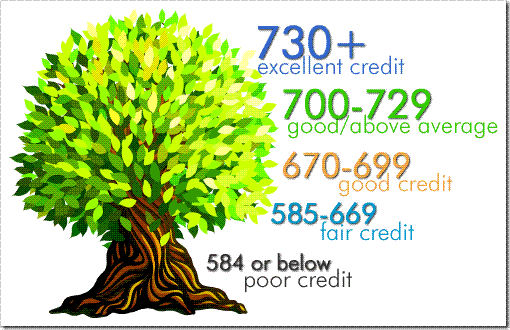 730+
excellent credit
700-729
good/above average
670-699
good credit
585-669
fair credit
584 or below
poor credit